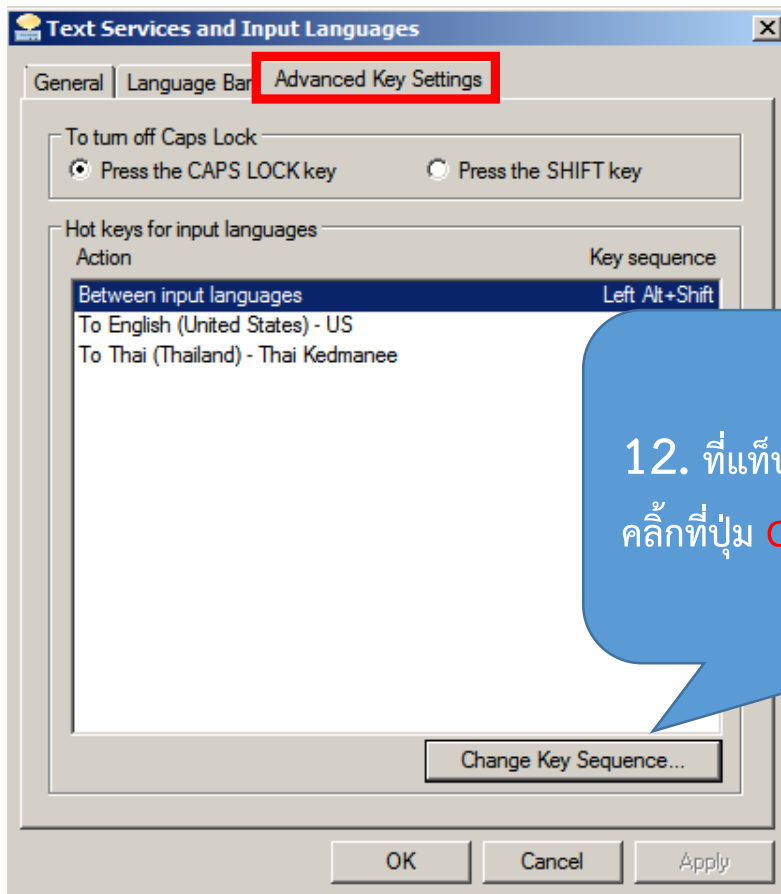 Text Services and Input Languages
General Language Bar Advanced Key Settings
To turn off Caps Lock
Press the CAPS LOCK key Press the SHIFT key
Hot keys for input languages
Action Key sequence
Between input languages Left Alt+Shift
To English (United States) - US
To Thai (Thailand) - Thai Kedmanee
12. ที่แท็บ
คลิ้กที่ปุ่ม
Change Key Sequence...
OK Cancel Apply